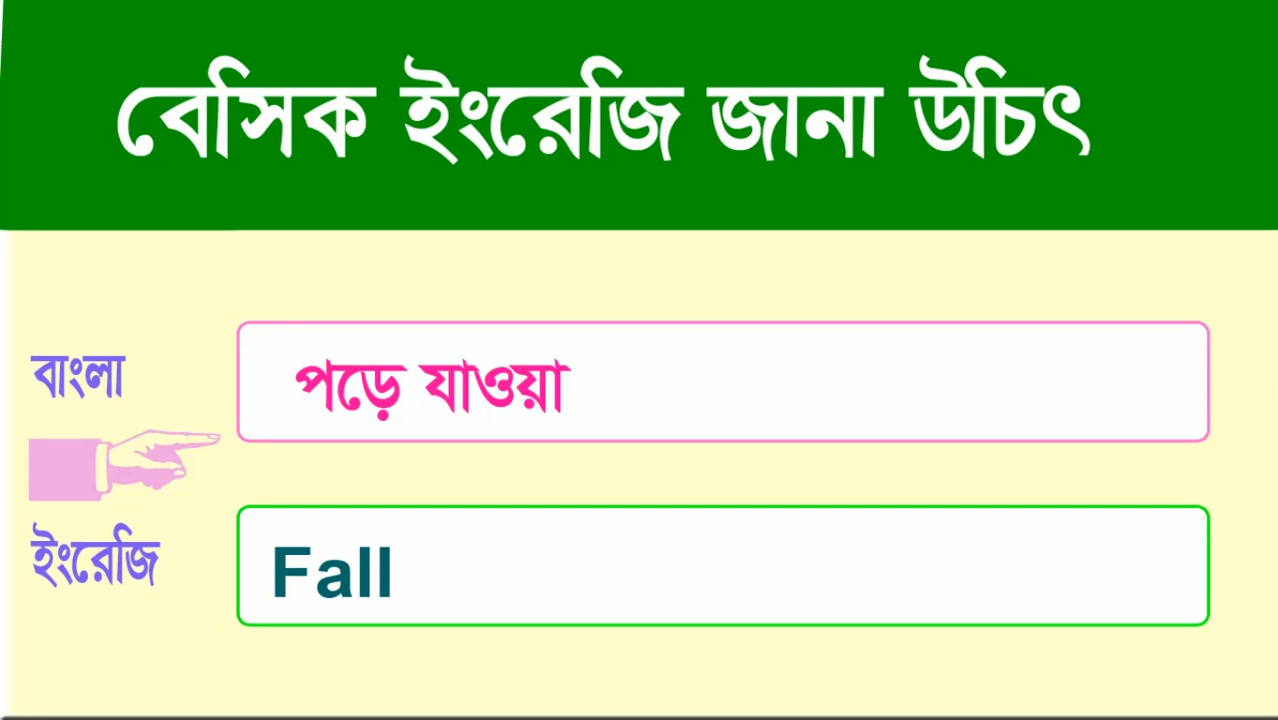 বেসিক ইংরেজি জানা উচিৎ
বাংলা
পড়ে যাওয়া
ইংরেজি
Fall